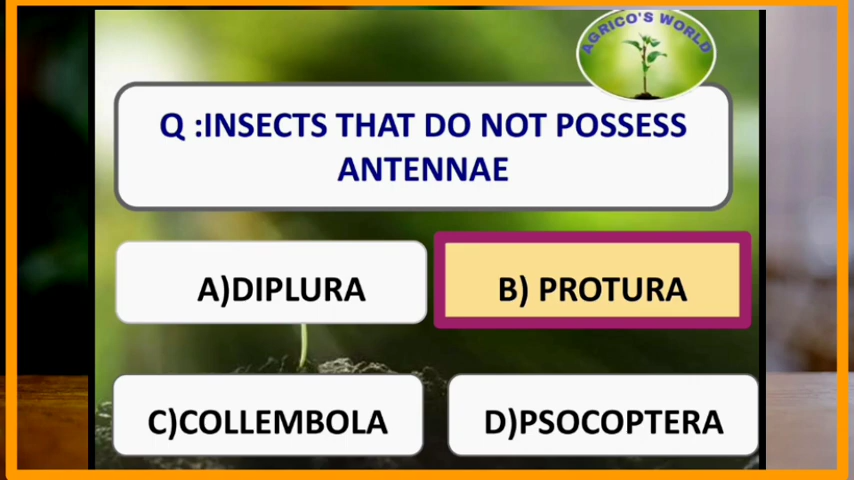 AGRICO'S WORLD
Q :INSECTS THAT DO NOT POSSESS
ANTENNAE
A)DIPLURA
B) PROTURA
C)COLLEMBOLA
D)PSOCOPTERA